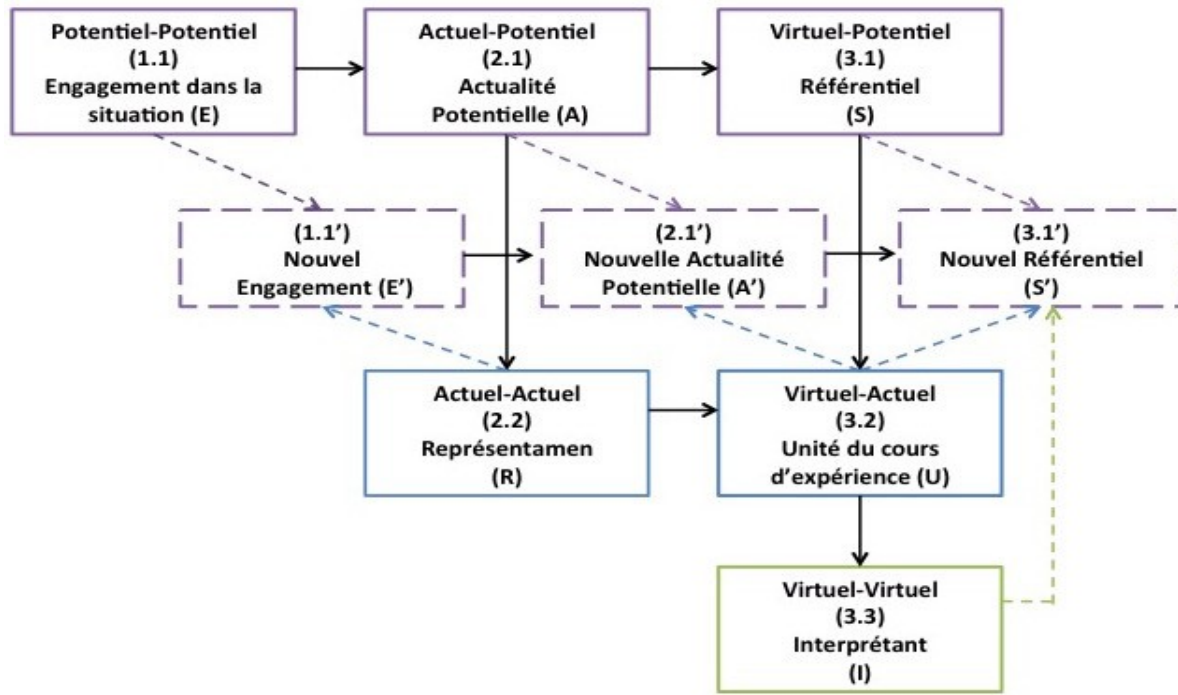 Potentiel-Potentiel
(1.1)
Engagement dans la
situation (E)
Actuel-Potentiel
(2.1)
Actualité
Potentielle (A)
Virtuel-Potentiel
(3.1)
Référentiel
(S)
(1.1’)
Nouvel
Engagement (E’)
(2.1’)
Nouvelle Actualité
Potentielle (A’)
(3.1’)
Nouvel Référentiel
(S’)
Actuel-Actuel
(2.2)
Représentamen
(R)
Virtuel-Actuel
(3.2)
Unité du cours
d’expérience (U)
Virtuel-Virtuel
(3.3)
Interprétant
(I)